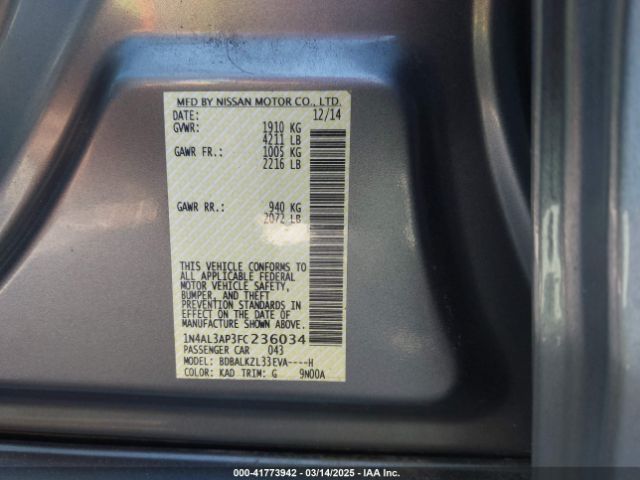 MFD BY NISSAN MOTOR CO., LTD.
DATE: 12/14
GVWR: 1910 KG
4211 LB
GAWR FR.: 1005 KG
2216 LB
GAWR RR.: 940 KG
2072 LB
THIS VEHICLE CONFORMS TO
ALL APPLICABLE FEDERAL
MOTOR VEHICLE SAFETY,
BUMPER, AND THEFT
PREVENTION STANDARDS IN
EFFECT ON THE DATE OF
MANUFACTURE SHOWN ABOVE.
1N4AL3AP3FC236034
PASSENGER CAR 043
MODEL: BDBALKZL33EVA----H
COLOR: KAD TRIM: G 9N00A
00-41773942 - 03/14/2025 - IAA Inc.